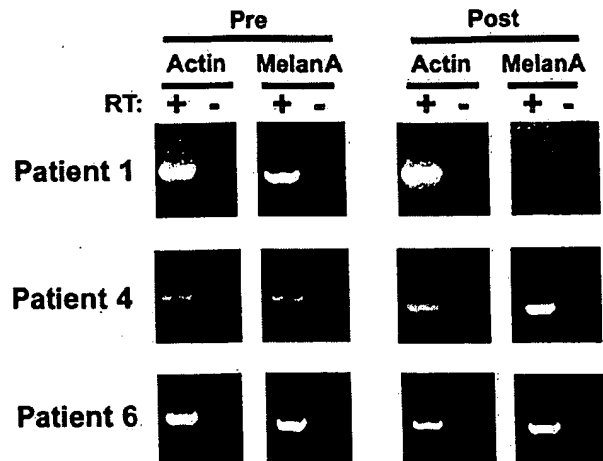 Pre Post
Actin MelanA Actin MelanA
RT: + - + - + - + -
Patient 1
Patient 4
Patient 6